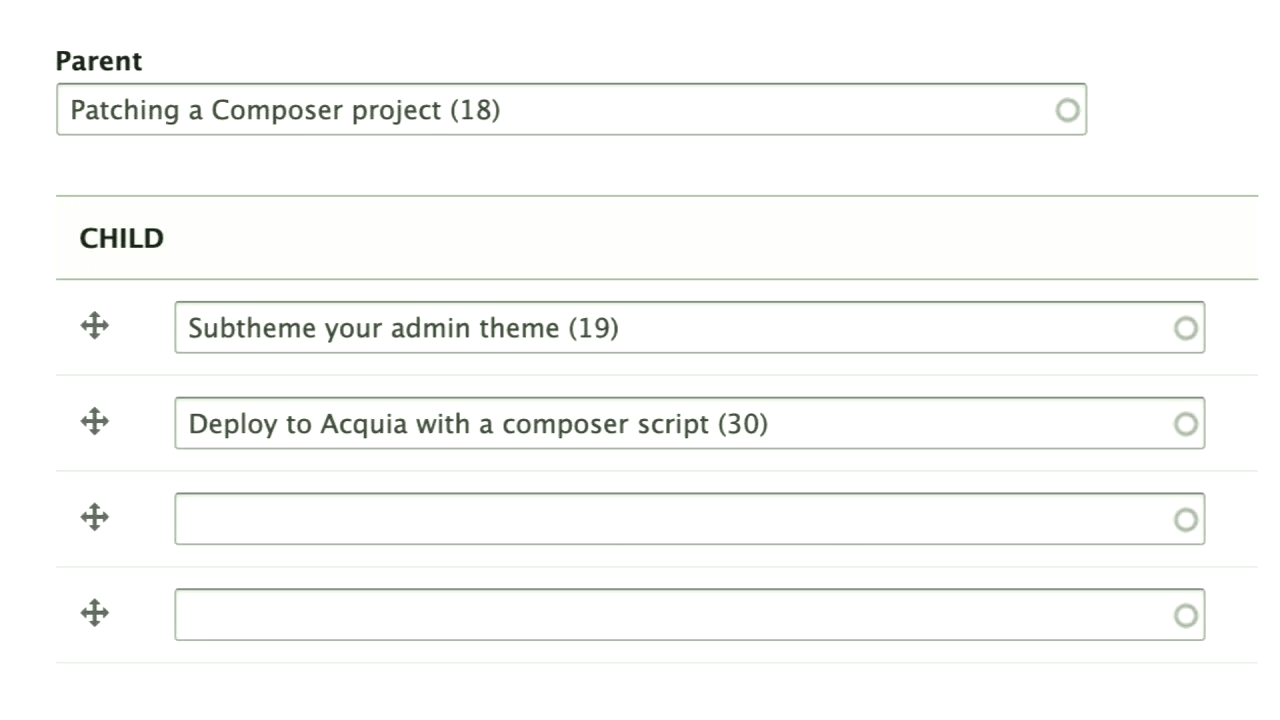 Parent
Patching a Composer project (18)
CHILD
Subtheme your admin theme (19)
Deploy to Acquia with a composer script (30)